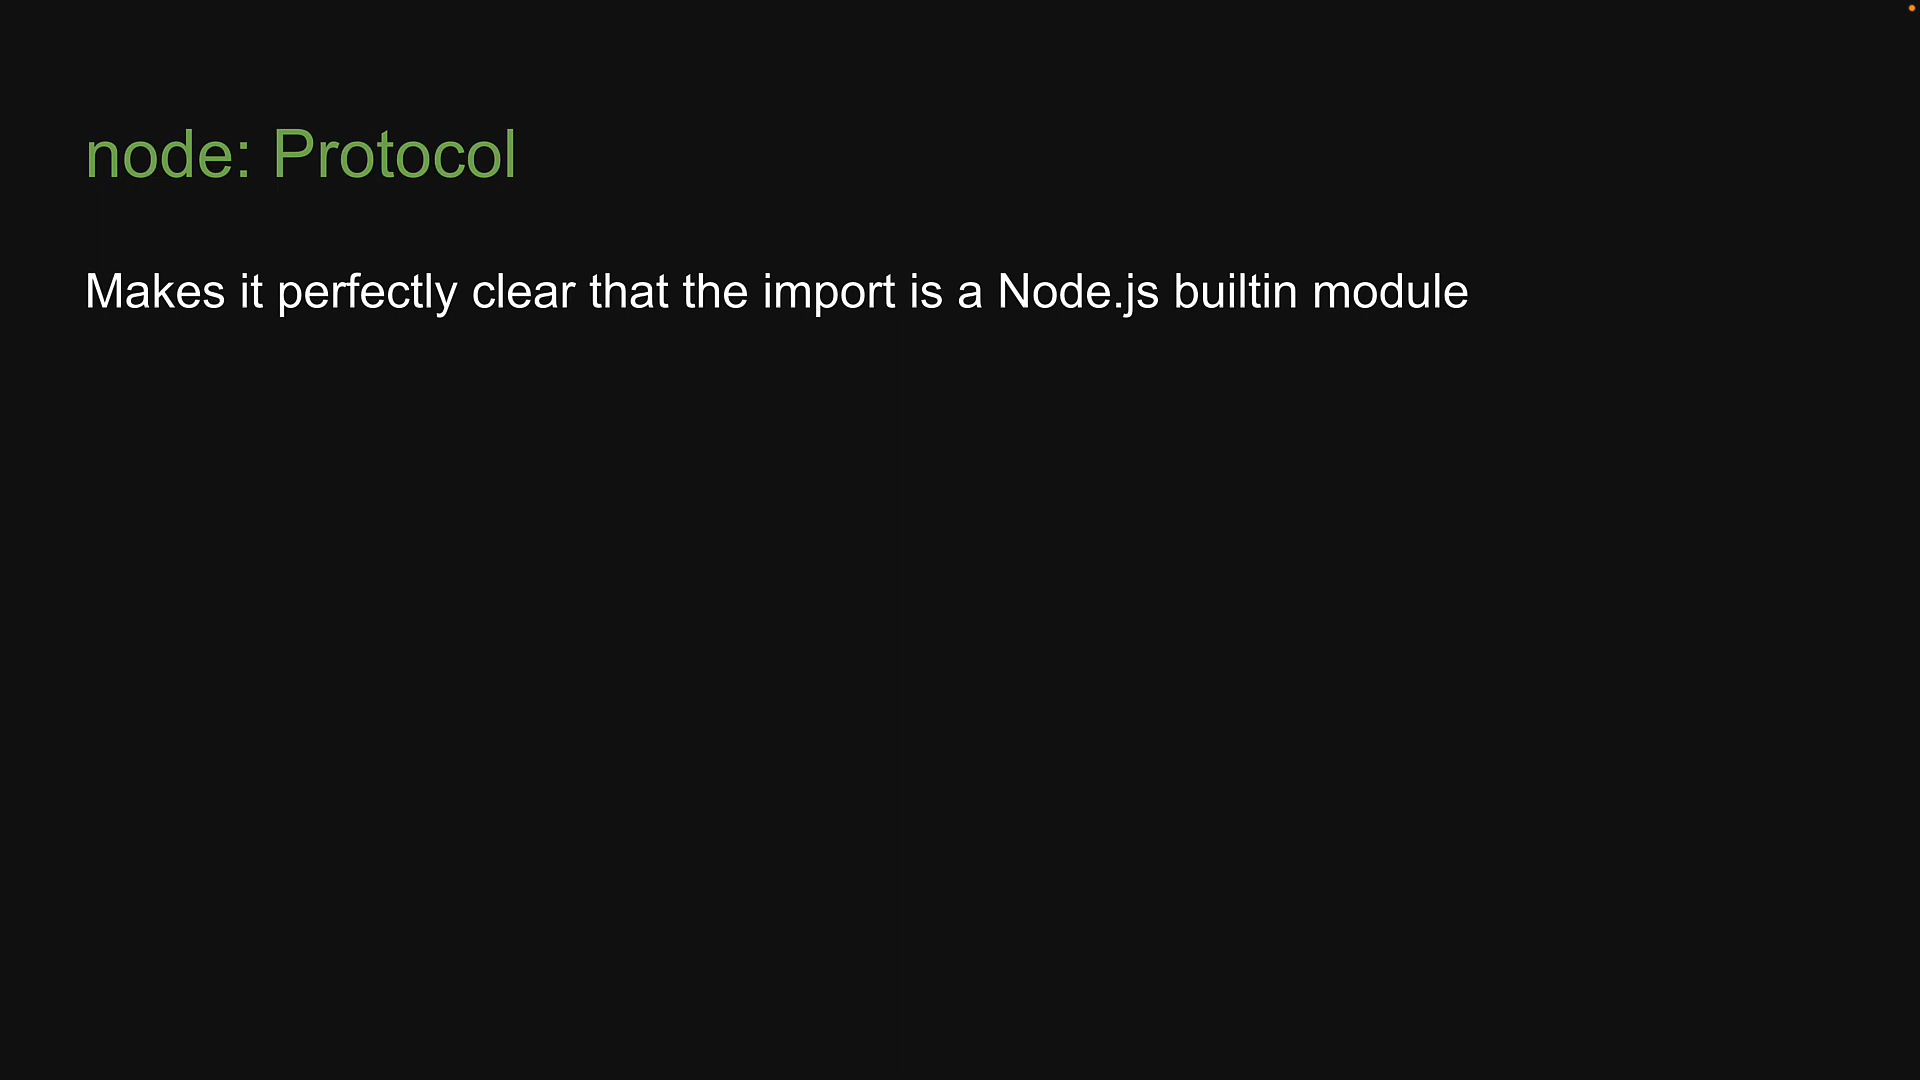 node: Protocol
Makes it perfectly clear that the import is a Node.js builtin module